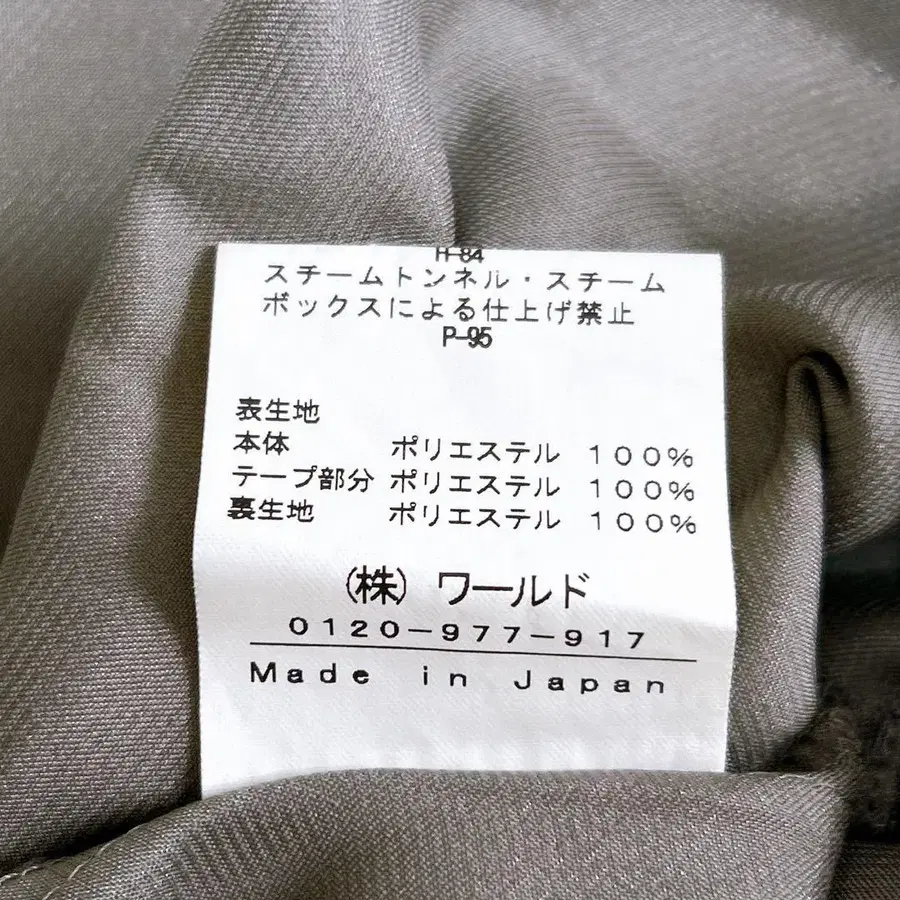 H-84
スチームトンネル・スチーム
ボックスによる仕上げ禁止
P-95
表生地
本体 ポリエステル 100%
テープ部分 ポリエステル 100%
裏生地 ポリエステル 100%
(株) ワールド
0120-977-917
Made in Japan